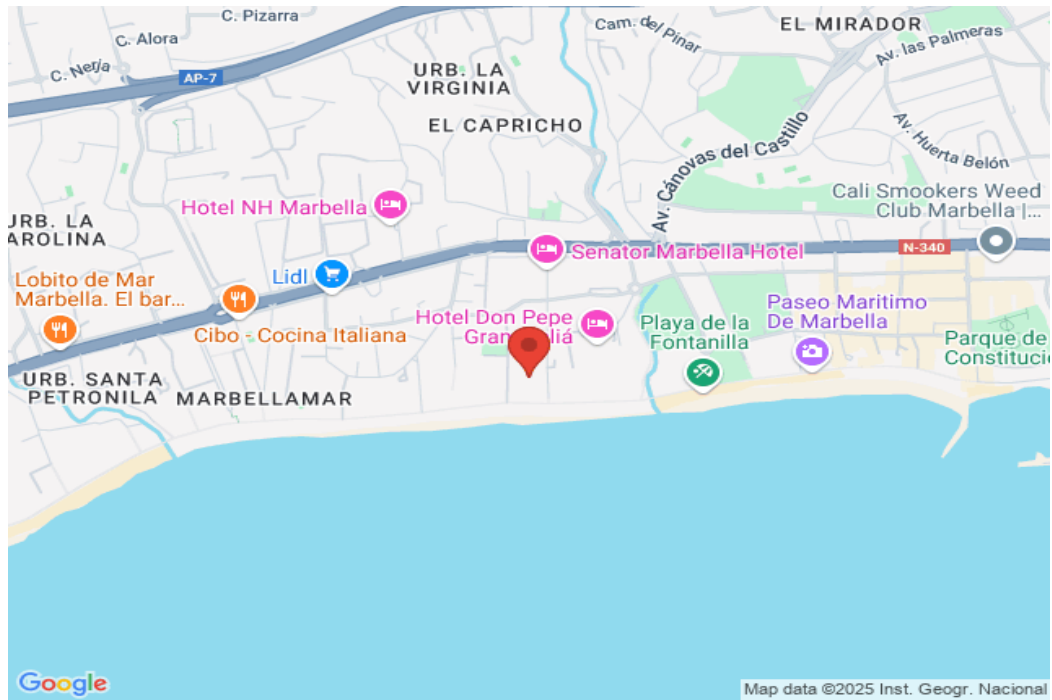 C. Pizarra
C. Alora
C. Nerja
AP-7
URB. LA
VIRGINIA
EL CAPRICHO
Cam. del Pinar
EL MIRADOR
Av. las Palmeras
Av. Huerta Belón
Av. Cánovas del Castillo
Cali Smookers Weed
Club Marbella |...
Hotel NH Marbella
URB. LA
AROLINA
Lobito de Mar
Marbella. El bar...
Lidl
Senator Marbella Hotel
N-340
Cibo - Cocina Italiana
Hotel Don Pepe
Gran
liá
Playa de la
Fontanilla
Paseo Maritimo
De Marbella
Parque de
Constitució
URB. SANTA
PETRONILA
MARBELLAMAR
Google
Map data ©2025 Inst. Geogr. Nacional